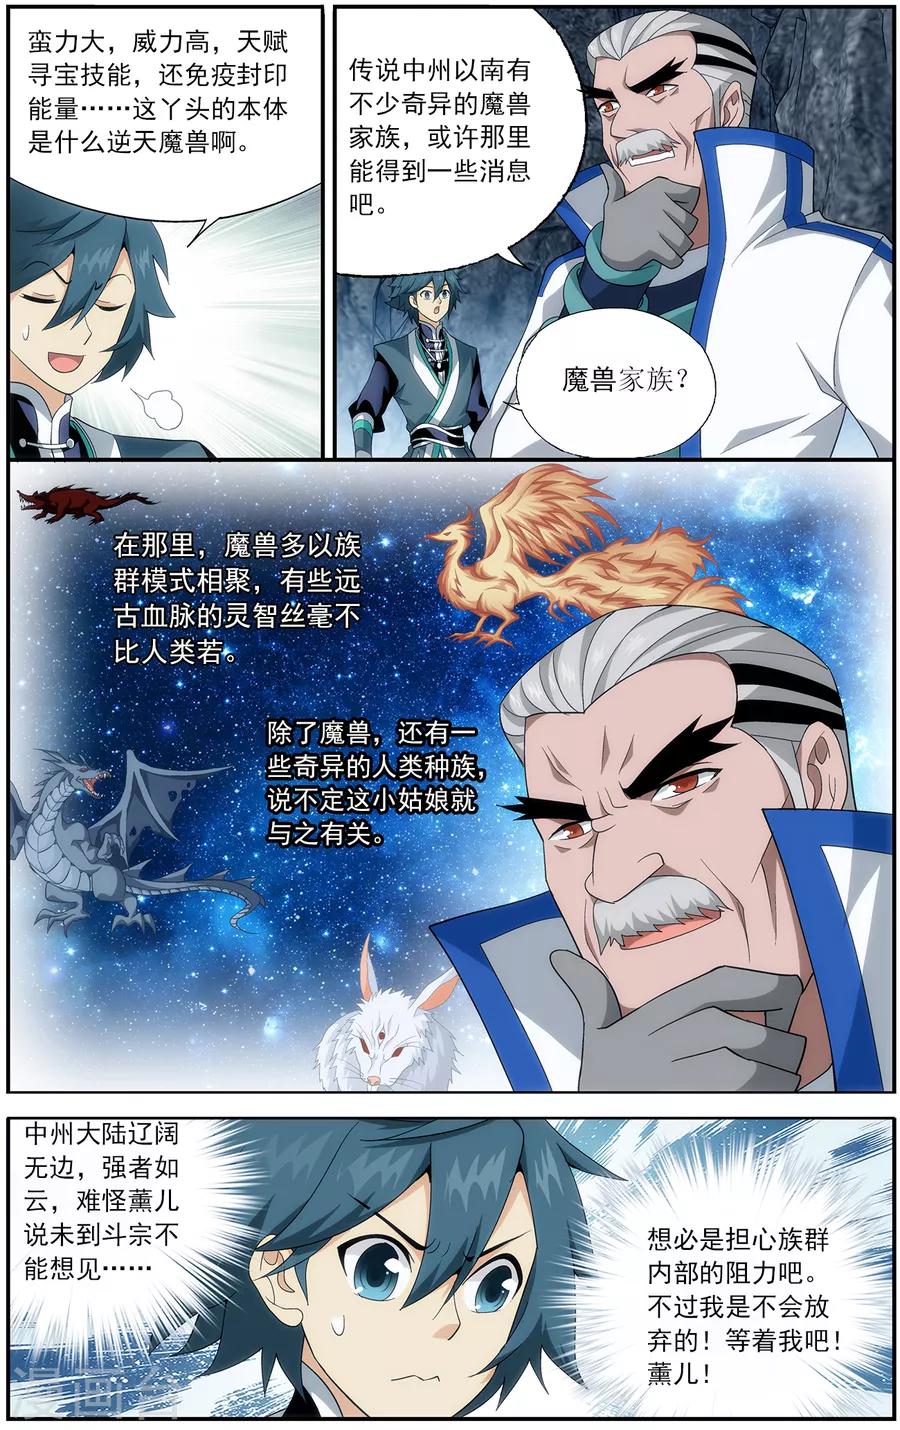 蛮力大，威力高，天赋
寻宝技能，还免疫封印
能量……这丫头的本体
是什么逆天魔兽啊。
传说中州以南有
不少奇异的魔兽
家族，或许那里
能得到一些消息
吧。
魔兽家族？
在那里，魔兽多以族
群模式相聚，有些远
古血脉的灵智丝毫不
比人类若。
除了魔兽，还有一
些奇异的人类种族，
说不定这小姑娘就
与之有关。
中州大陆辽阔
无边，强者如
云，难怪薰儿
说未到斗宗不
能想见……
想必是担心族群
内部的阻力吧。
不过我是不会放
弃的！等着我吧！
薰儿！
漫画台